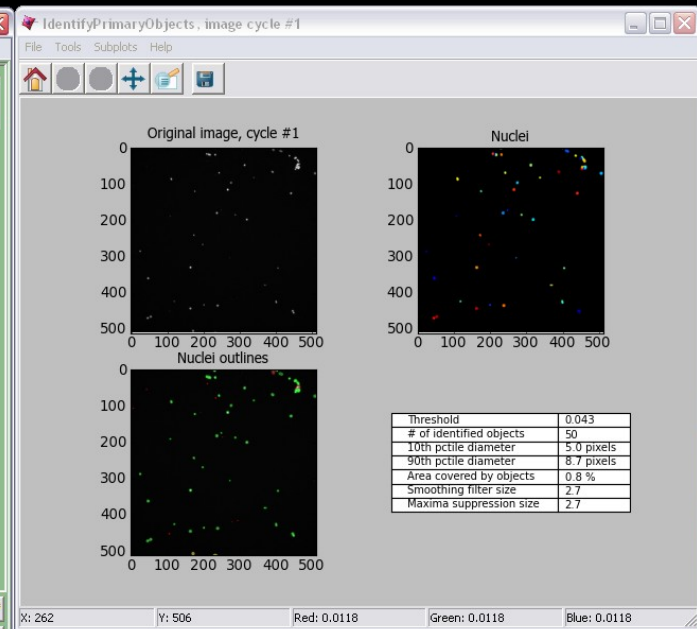 IdentifyPrimaryObjects, image cycle #1
File Tools Subplots Help
Original image, cycle #1
0
100
200
300
400
500
0 100 200 300 400 500
Nuclei
0
100
200
300
400
500
0 100 200 300 400 500
Nuclei outlines
0
100
200
300
400
500
0 100 200 300 400 500
Threshold 0.043
# of identified objects 50
10th pctile diameter 5.0 pixels
90th pctile diameter 8.7 pixels
Area covered by objects 0.8 %
Smoothing filter size 2.7
Maxima suppression size 2.7
X: 262 Y: 506 Red: 0.0118 Green: 0.0118 Blue: 0.0118